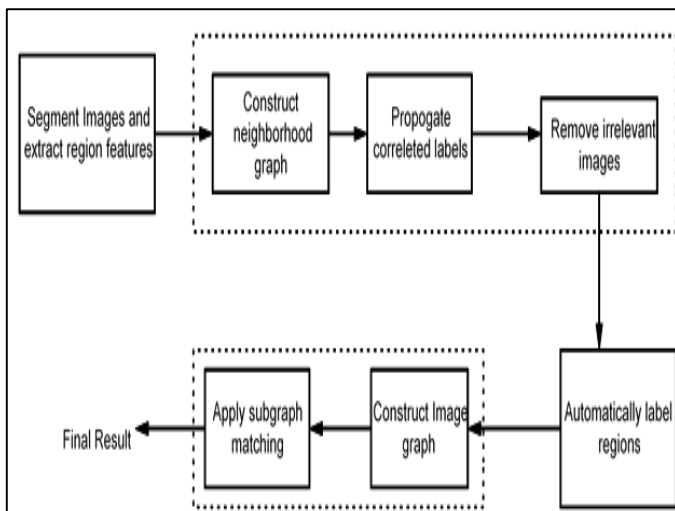 Segment Images and
extract region features
Construct
neighborhood
graph
Propogate
correleted labels
Remove irrelevant
images
Automatically label
regions
Construct Image
graph
Apply subgraph
matching
Final Result